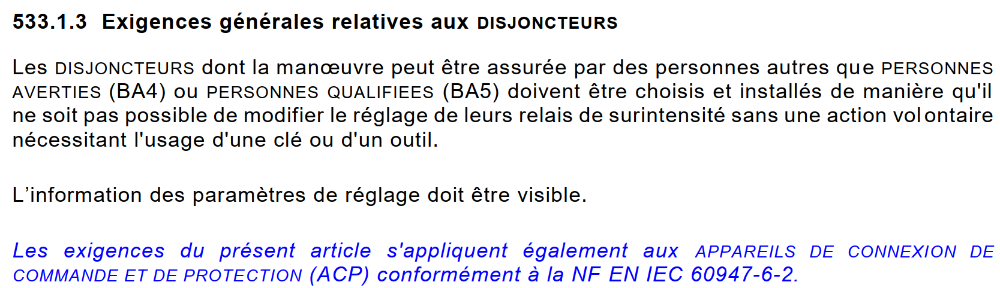 533.1.3 Exigences générales relatives aux DISJONCTEURS
Les DISJONCTEURS dont la manœuvre peut être assurée par des personnes autres que PERSONNES
AVERTIES (BA4) ou PERSONNES QUALIFIEES (BA5) doivent être choisis et installés de manière qu'il
ne soit pas possible de modifier le réglage de leurs relais de surintensité sans une action volontaire
nécessitant l'usage d'une clé ou d'un outil.
L’information des paramètres de réglage doit être visible.
Les exigences du présent article s'appliquent également aux APPAREILS DE CONNEXION DE
COMMANDE ET DE PROTECTION (ACP) conformément à la NF EN IEC 60947-6-2.